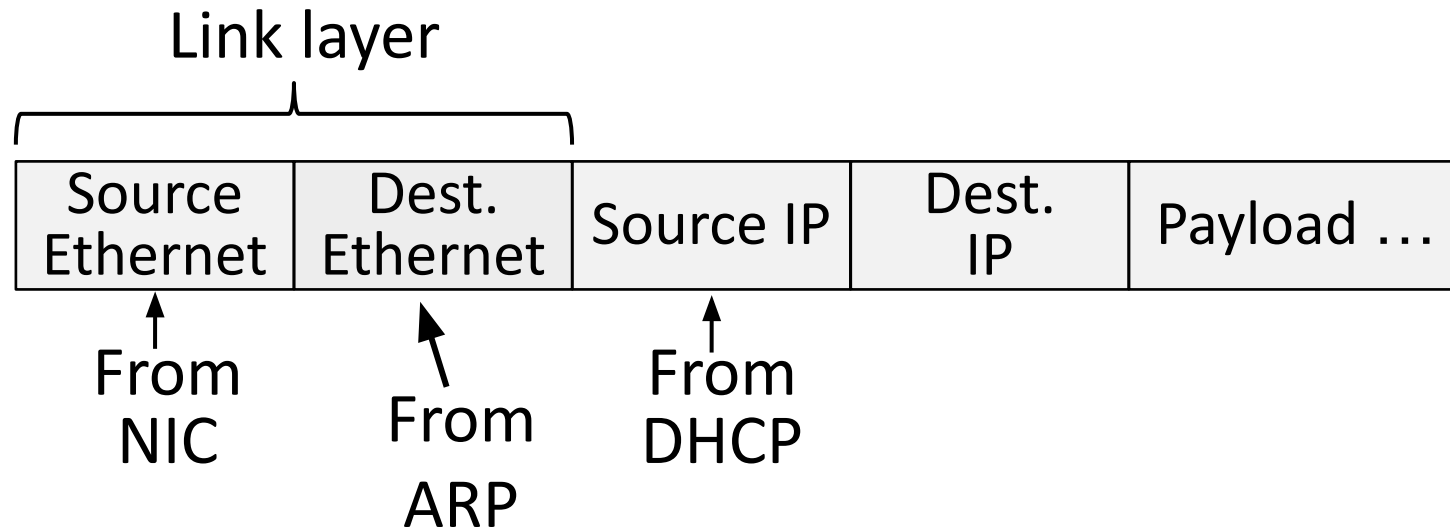 Link layer
Source
Ethernet
Dest.
Ethernet
Source IP
Dest.
IP
Payload …
From
NIC
From
ARP
From
DHCP